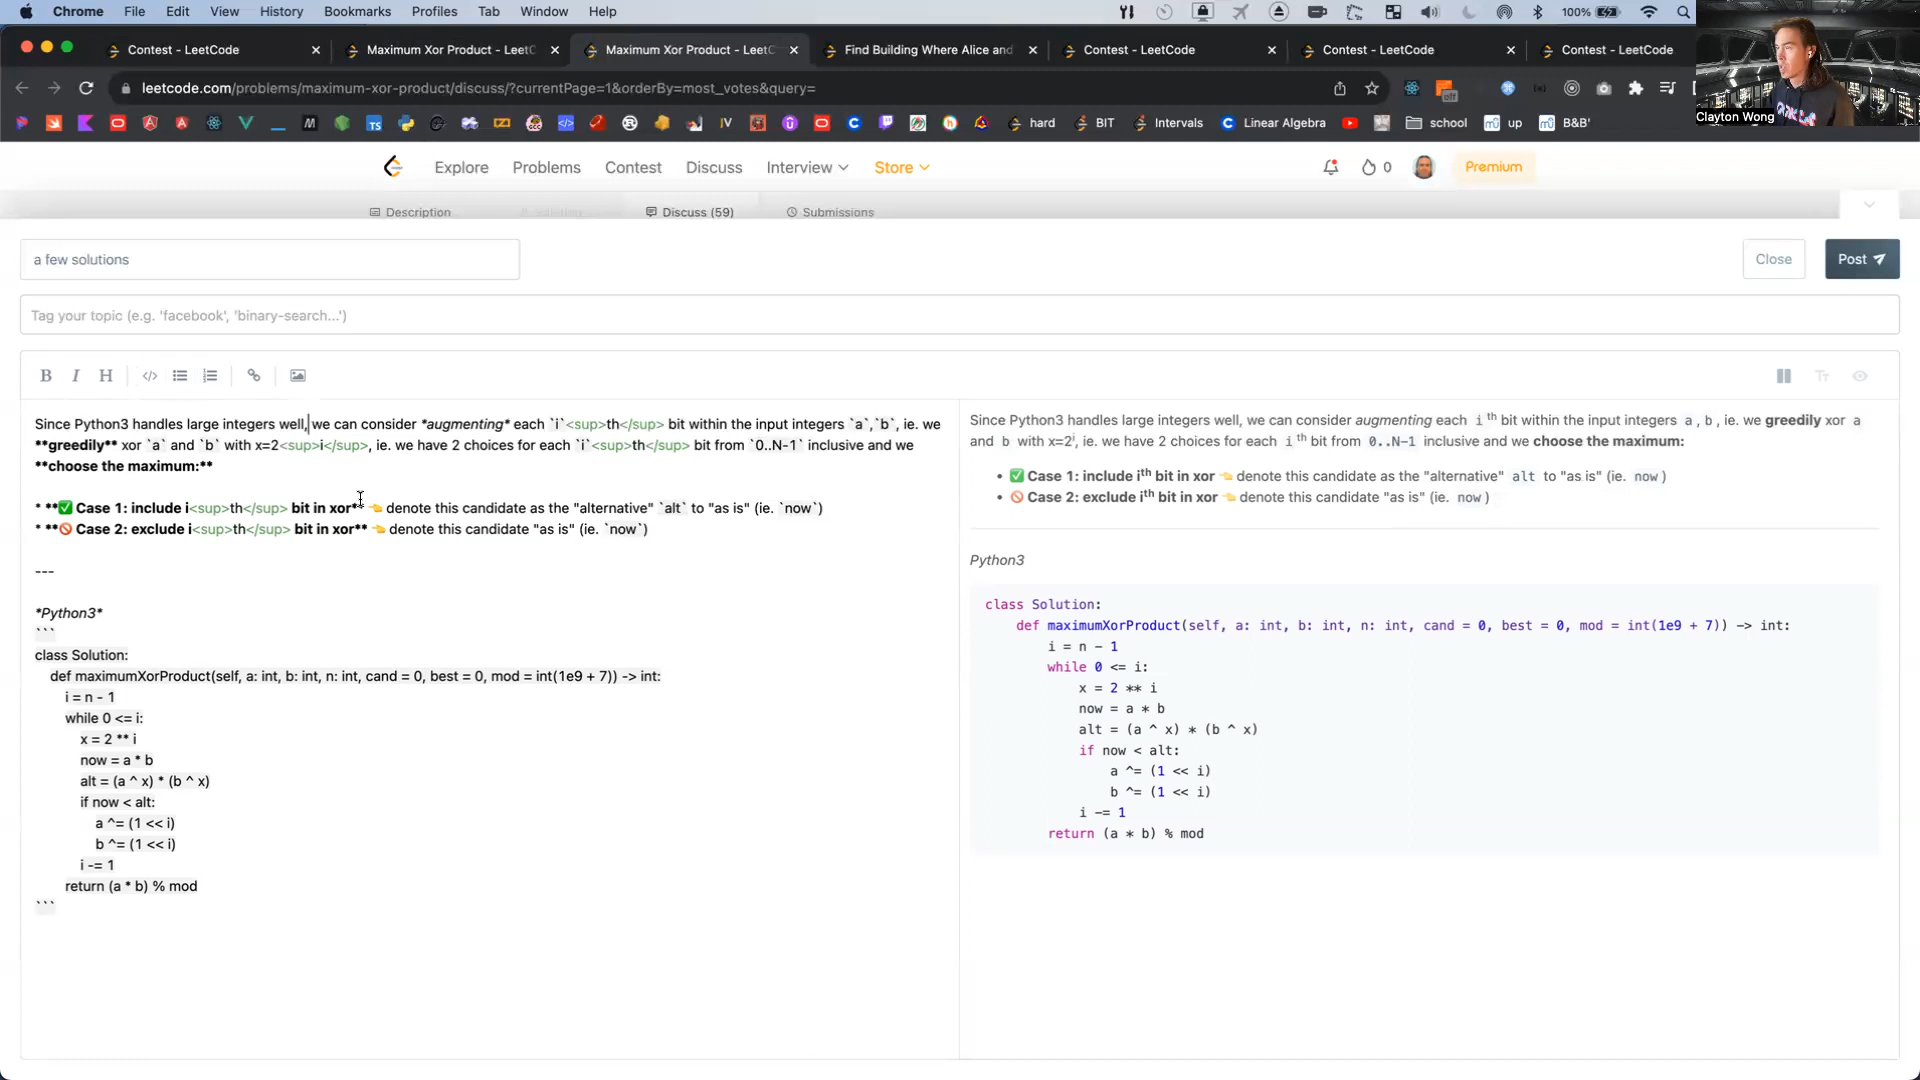 Chrome File Edit View History Bookmarks Profiles Tab Window Help 100%
Contest - LeetCode Maximum Xor Product - LeetC Maximum Xor Product - LeetC Find Building Where Alice and Contest - LeetCode Contest - LeetCode Contest - LeetCode
leetcode.com/problems/maximum-xor-product/discuss/?currentPage=1&orderBy=most_votes&query= off
hard BIT Intervals Linear Algebra school up B&B'
Clayton Wong
Explore Problems Contest Discuss Interview Store 0 Premium
Description Discuss (59) Submissions
a few solutions Close Post
Tag your topic (e.g. 'facebook', 'binary-search...')
B I H
Since Python3 handles large integers well, we can consider *augmenting* each `i`<sup>th</sup> bit within the input integers `a`,`b`, ie. we
**greedily** xor `a` and `b` with x=2<sup>i</sup>, ie. we have 2 choices for each `i`<sup>th</sup> bit from `0..N-1` inclusive and we
**choose the maximum:**
* **✅ Case 1: include i<sup>th</sup> bit in xor** 👈 denote this candidate as the "alternative" `alt` to "as is" (ie. `now`)
* **🚫 Case 2: exclude i<sup>th</sup> bit in xor** 👈 denote this candidate "as is" (ie. `now`)
---
*Python3*
```
class Solution:
def maximumXorProduct(self, a: int, b: int, n: int, cand = 0, best = 0, mod = int(1e9 + 7)) -> int:
i = n - 1
while 0 <= i:
x = 2 ** i
now = a * b
alt = (a ^ x) * (b ^ x)
if now < alt:
a ^= (1 << i)
b ^= (1 << i)
i -= 1
return (a * b) % mod
```
Since Python3 handles large integers well, we can consider augmenting each i th bit within the input integers a , b , ie. we greedily xor a
and b with x=2i, ie. we have 2 choices for each i th bit from 0..N-1 inclusive and we choose the maximum:
• ✅ Case 1: include ith bit in xor 👈 denote this candidate as the "alternative" alt to "as is" (ie. now )
• 🚫 Case 2: exclude ith bit in xor 👈 denote this candidate "as is" (ie. now )
Python3
class Solution:
def maximumXorProduct(self, a: int, b: int, n: int, cand = 0, best = 0, mod = int(1e9 + 7)) -> int:
i = n - 1
while 0 <= i:
x = 2 ** i
now = a * b
alt = (a ^ x) * (b ^ x)
if now < alt:
a ^= (1 << i)
b ^= (1 << i)
i -= 1
return (a * b) % mod